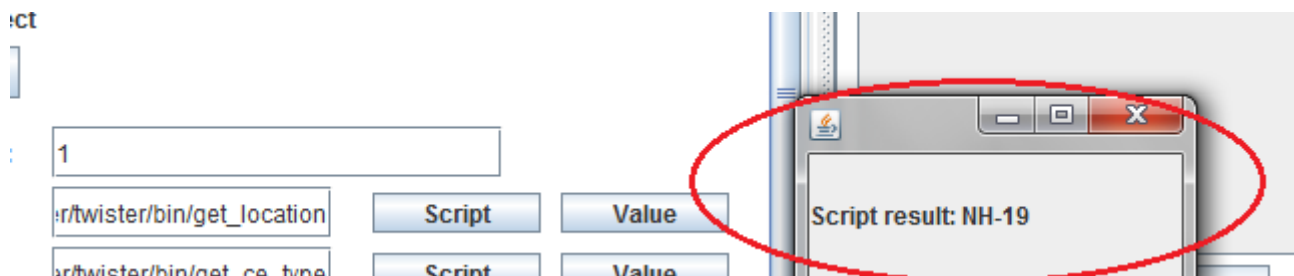 ect
1
er/twister/bin/get_location Script Value
Script result: NH-19
er/twister/bin/get_ce_type Script Value